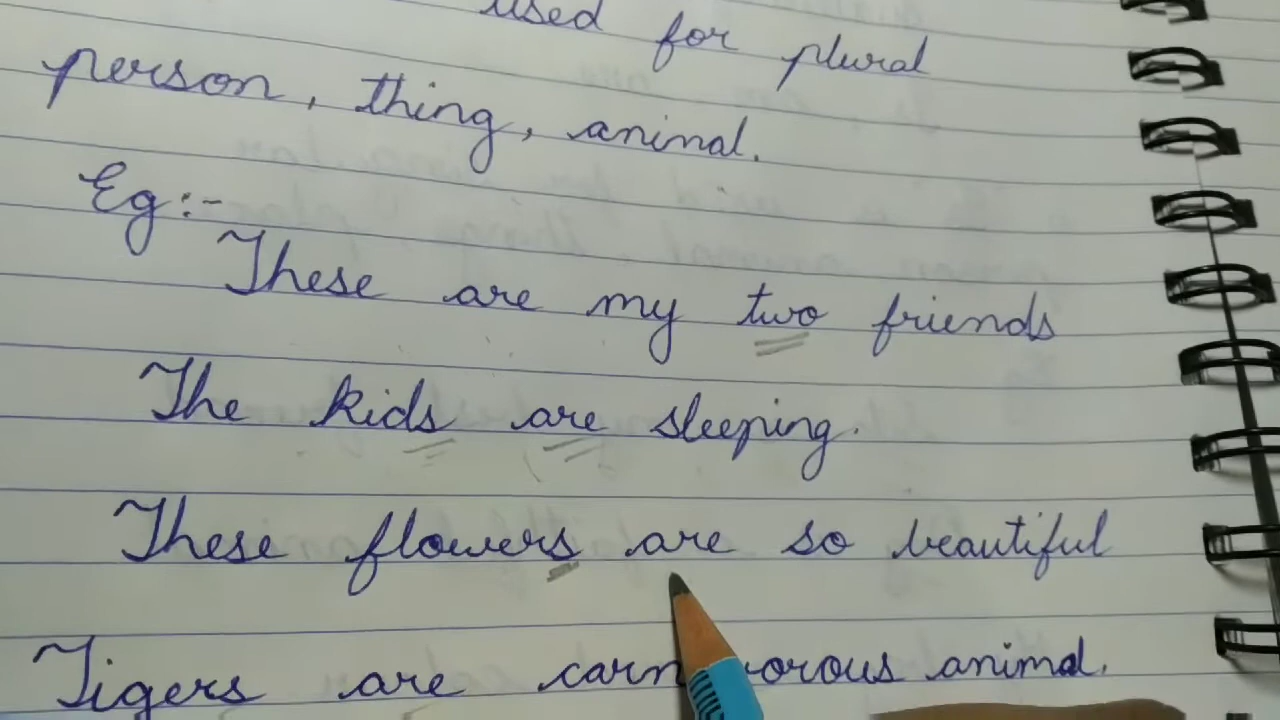 used for plural
person, thing, animal.
Eg:-
These are my two friends
The kids are sleeping.
These flowers are so beautiful
Tigers are animal.